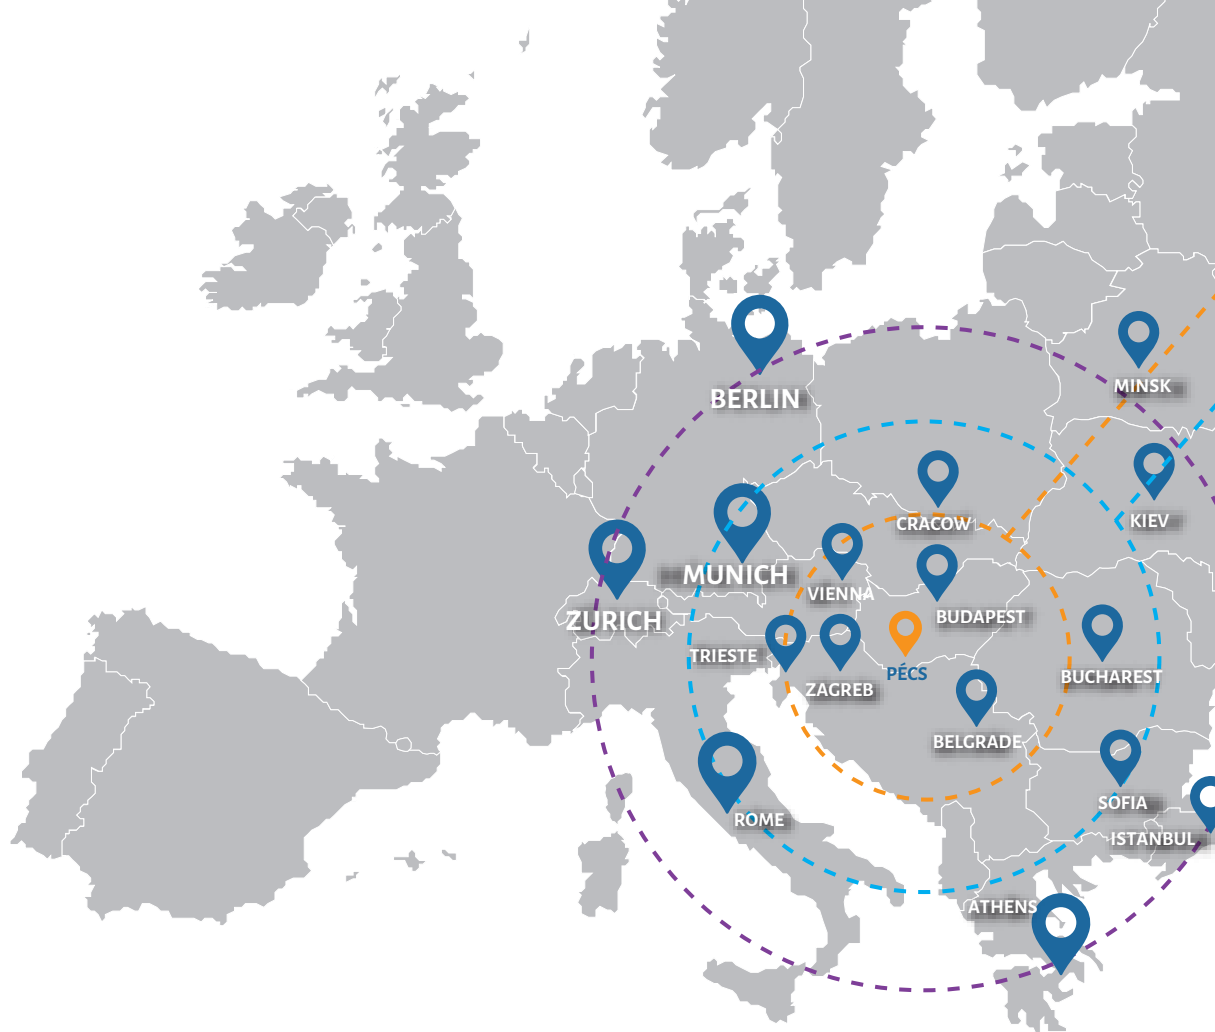 MINSK
BERLIN
CRACOW
KIEV
MUNICH
VIENNA
BUDAPEST
ZURICH
TRIESTE
PÉCS
BUCHAREST
ZAGREB
BELGRADE
SOFIA
ROME
ISTANBUL
ATHENS